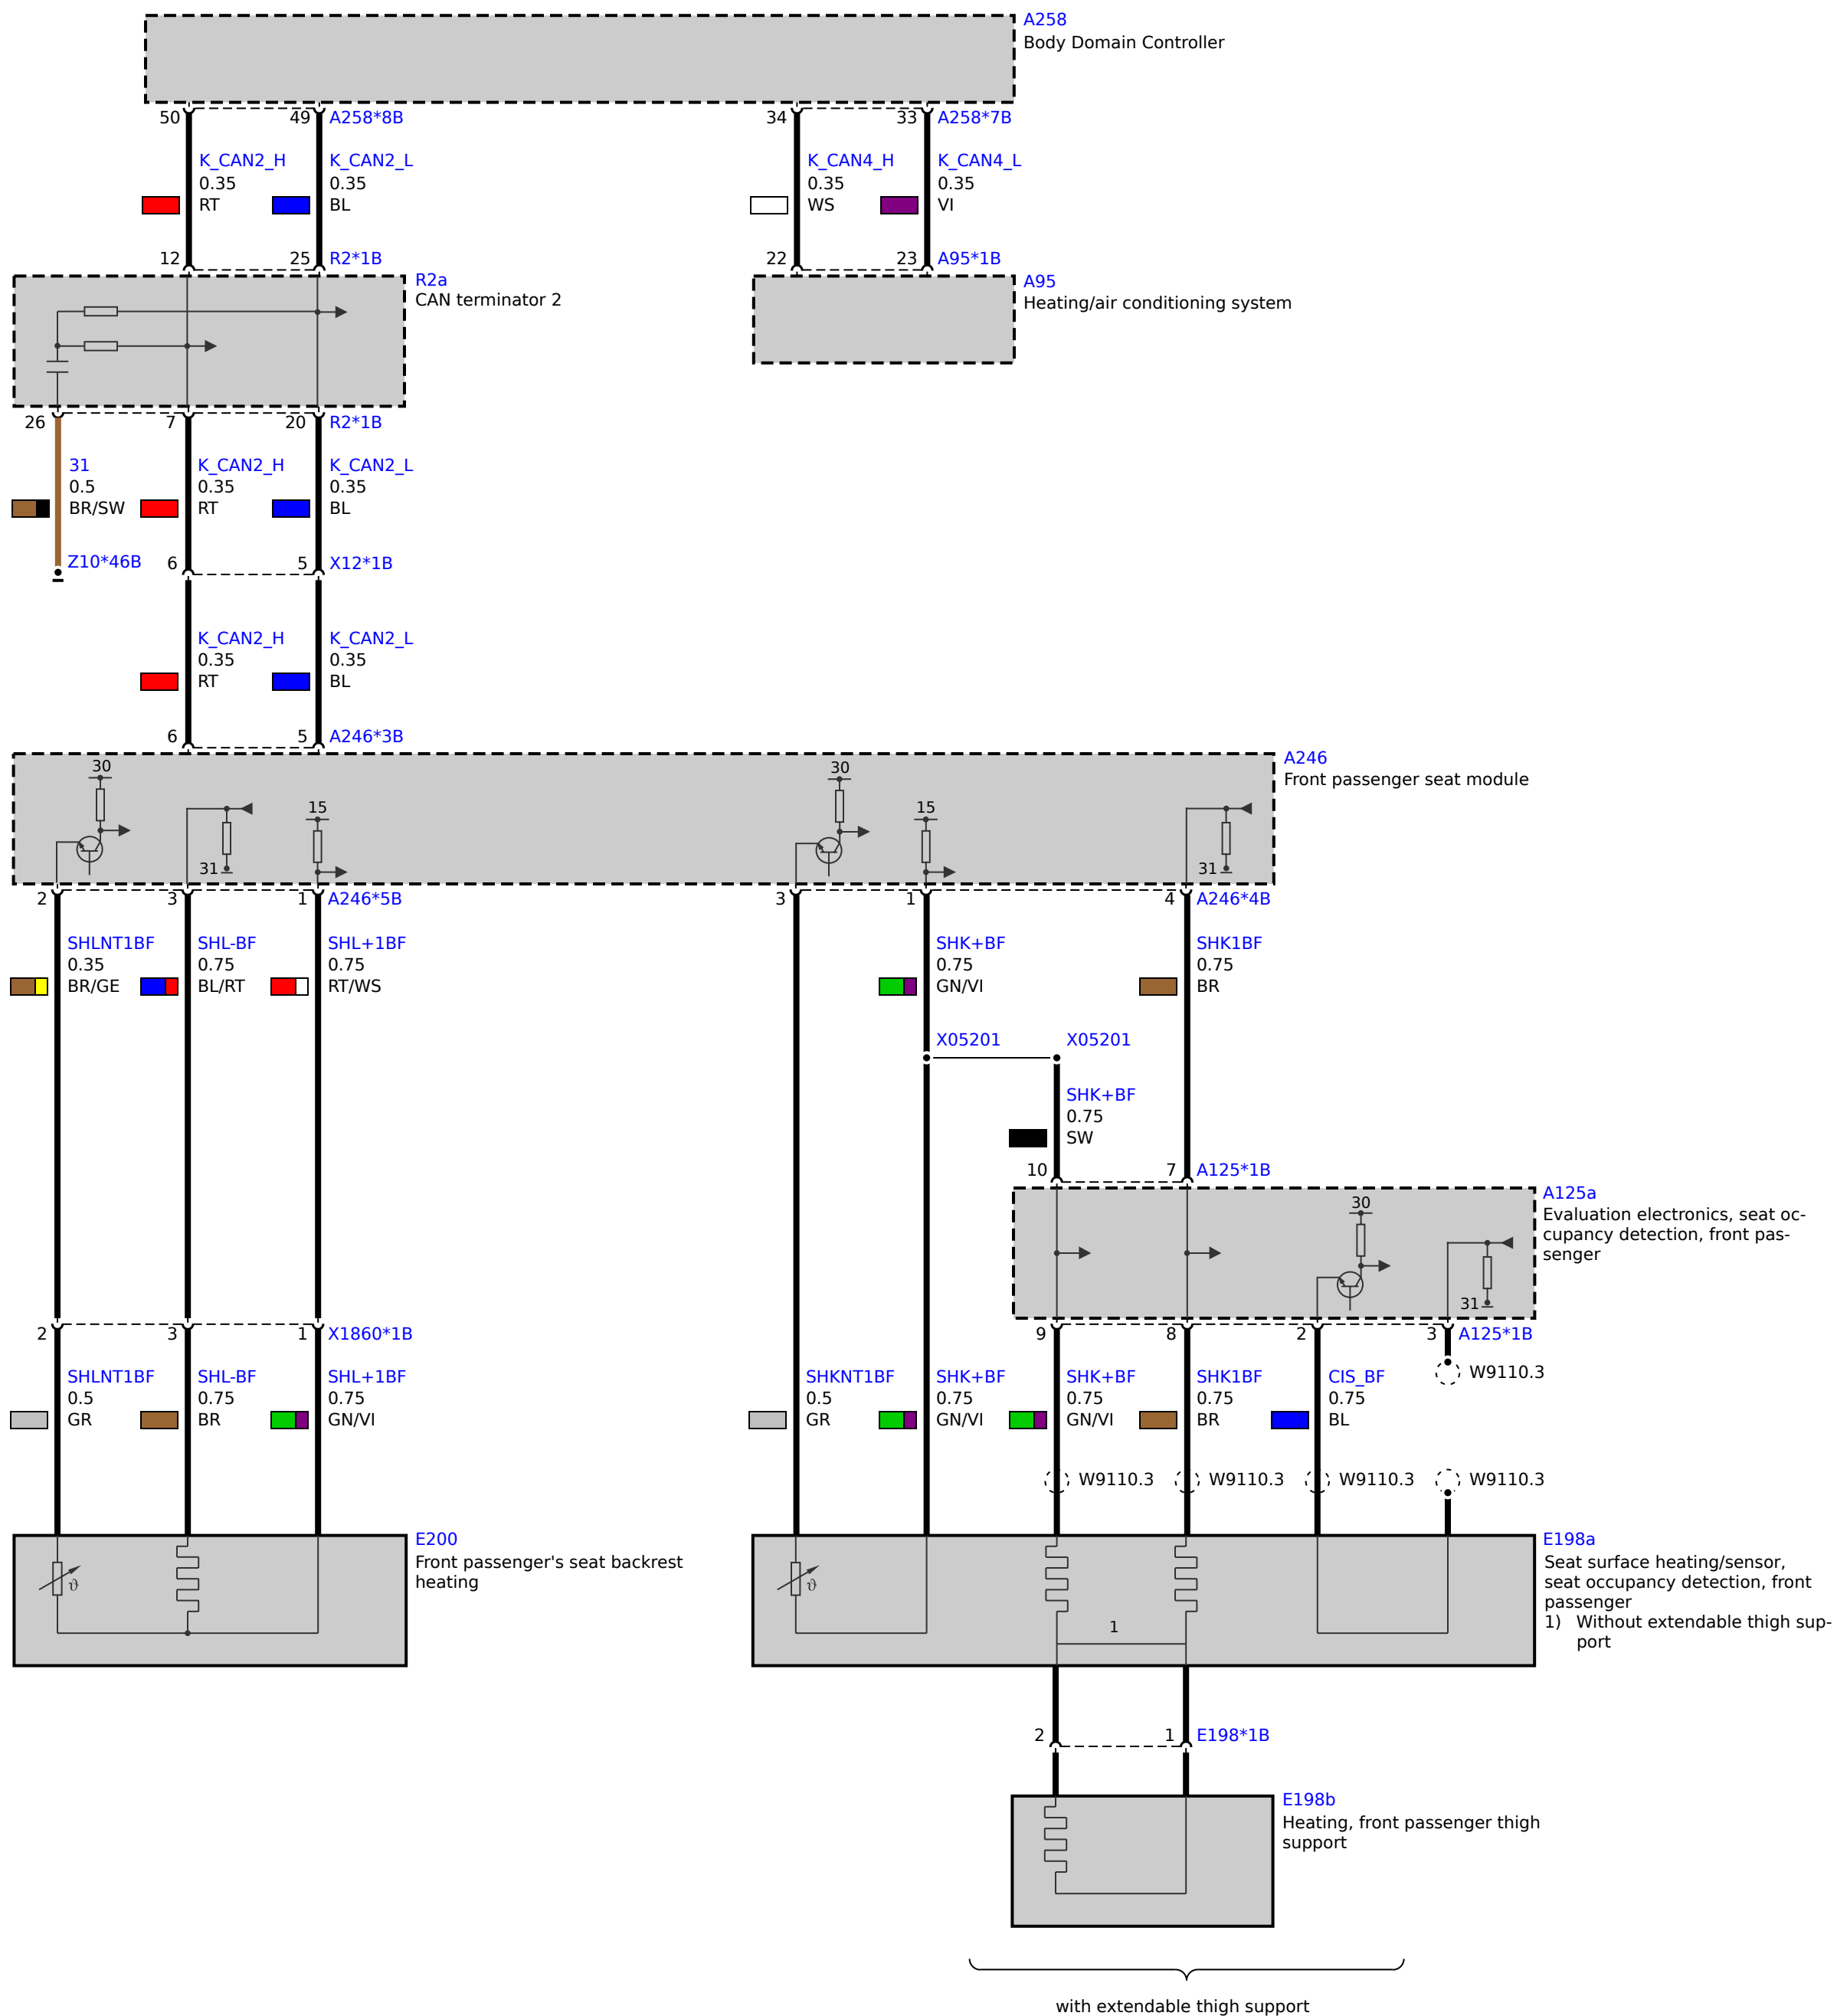 A258
Body Domain Controller
50 49 A258*8B 34 33 A258*7B
K_CAN2_H K_CAN2_L K_CAN4_H K_CAN4_L
0.35 0.35 0.35 0.35
RT BL WS VI
12 25 R2*1B 22 23 A95*1B
R2a
CAN terminator 2
A95
Heating/air conditioning system
26 7 20 R2*1B
31 K_CAN2_H K_CAN2_L
0.5 0.35 0.35
BR/SW RT BL
Z10*46B 6 5 X12*1B
K_CAN2_H K_CAN2_L
0.35 0.35
RT BL
6 5 A246*3B
A246
Front passenger seat module
30 30
15 15
31 31
2 3 1 A246*5B 3 1 4 A246*4B
SHLNT1BF SHL-BF SHL+1BF SHK+BF SHK1BF
0.35 0.75 0.75 0.75 0.75
BR/GE BL/RT RT/WS GN/VI BR
X05201 X05201
SHK+BF
0.75
SW
10 7 A125*1B
A125a
Evaluation electronics, seat oc-
cupancy detection, front pas-
senger
30
31
2 3 1 X1860*1B 9 8 2 3 A125*1B
W9110.3
SHLNT1BF SHL-BF SHL+1BF SHKNT1BF SHK+BF SHK+BF SHK1BF CIS_BF
0.5 0.75 0.75 0.5 0.75 0.75 0.75 0.75
GR BR GN/VI GR GN/VI GN/VI BR BL
W9110.3 W9110.3 W9110.3 W9110.3
E200
Front passenger's seat backrest
heating
ϑ ϑ
E198a
Seat surface heating/sensor,
seat occupancy detection, front
passenger
1) Without extendable thigh sup-
port
1
2 1 E198*1B
E198b
Heating, front passenger thigh
support
with extendable thigh support